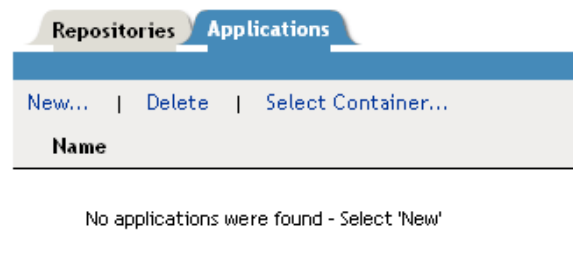 Repositories Applications
New... | Delete | Select Container...
Name
No applications were found - Select 'New'